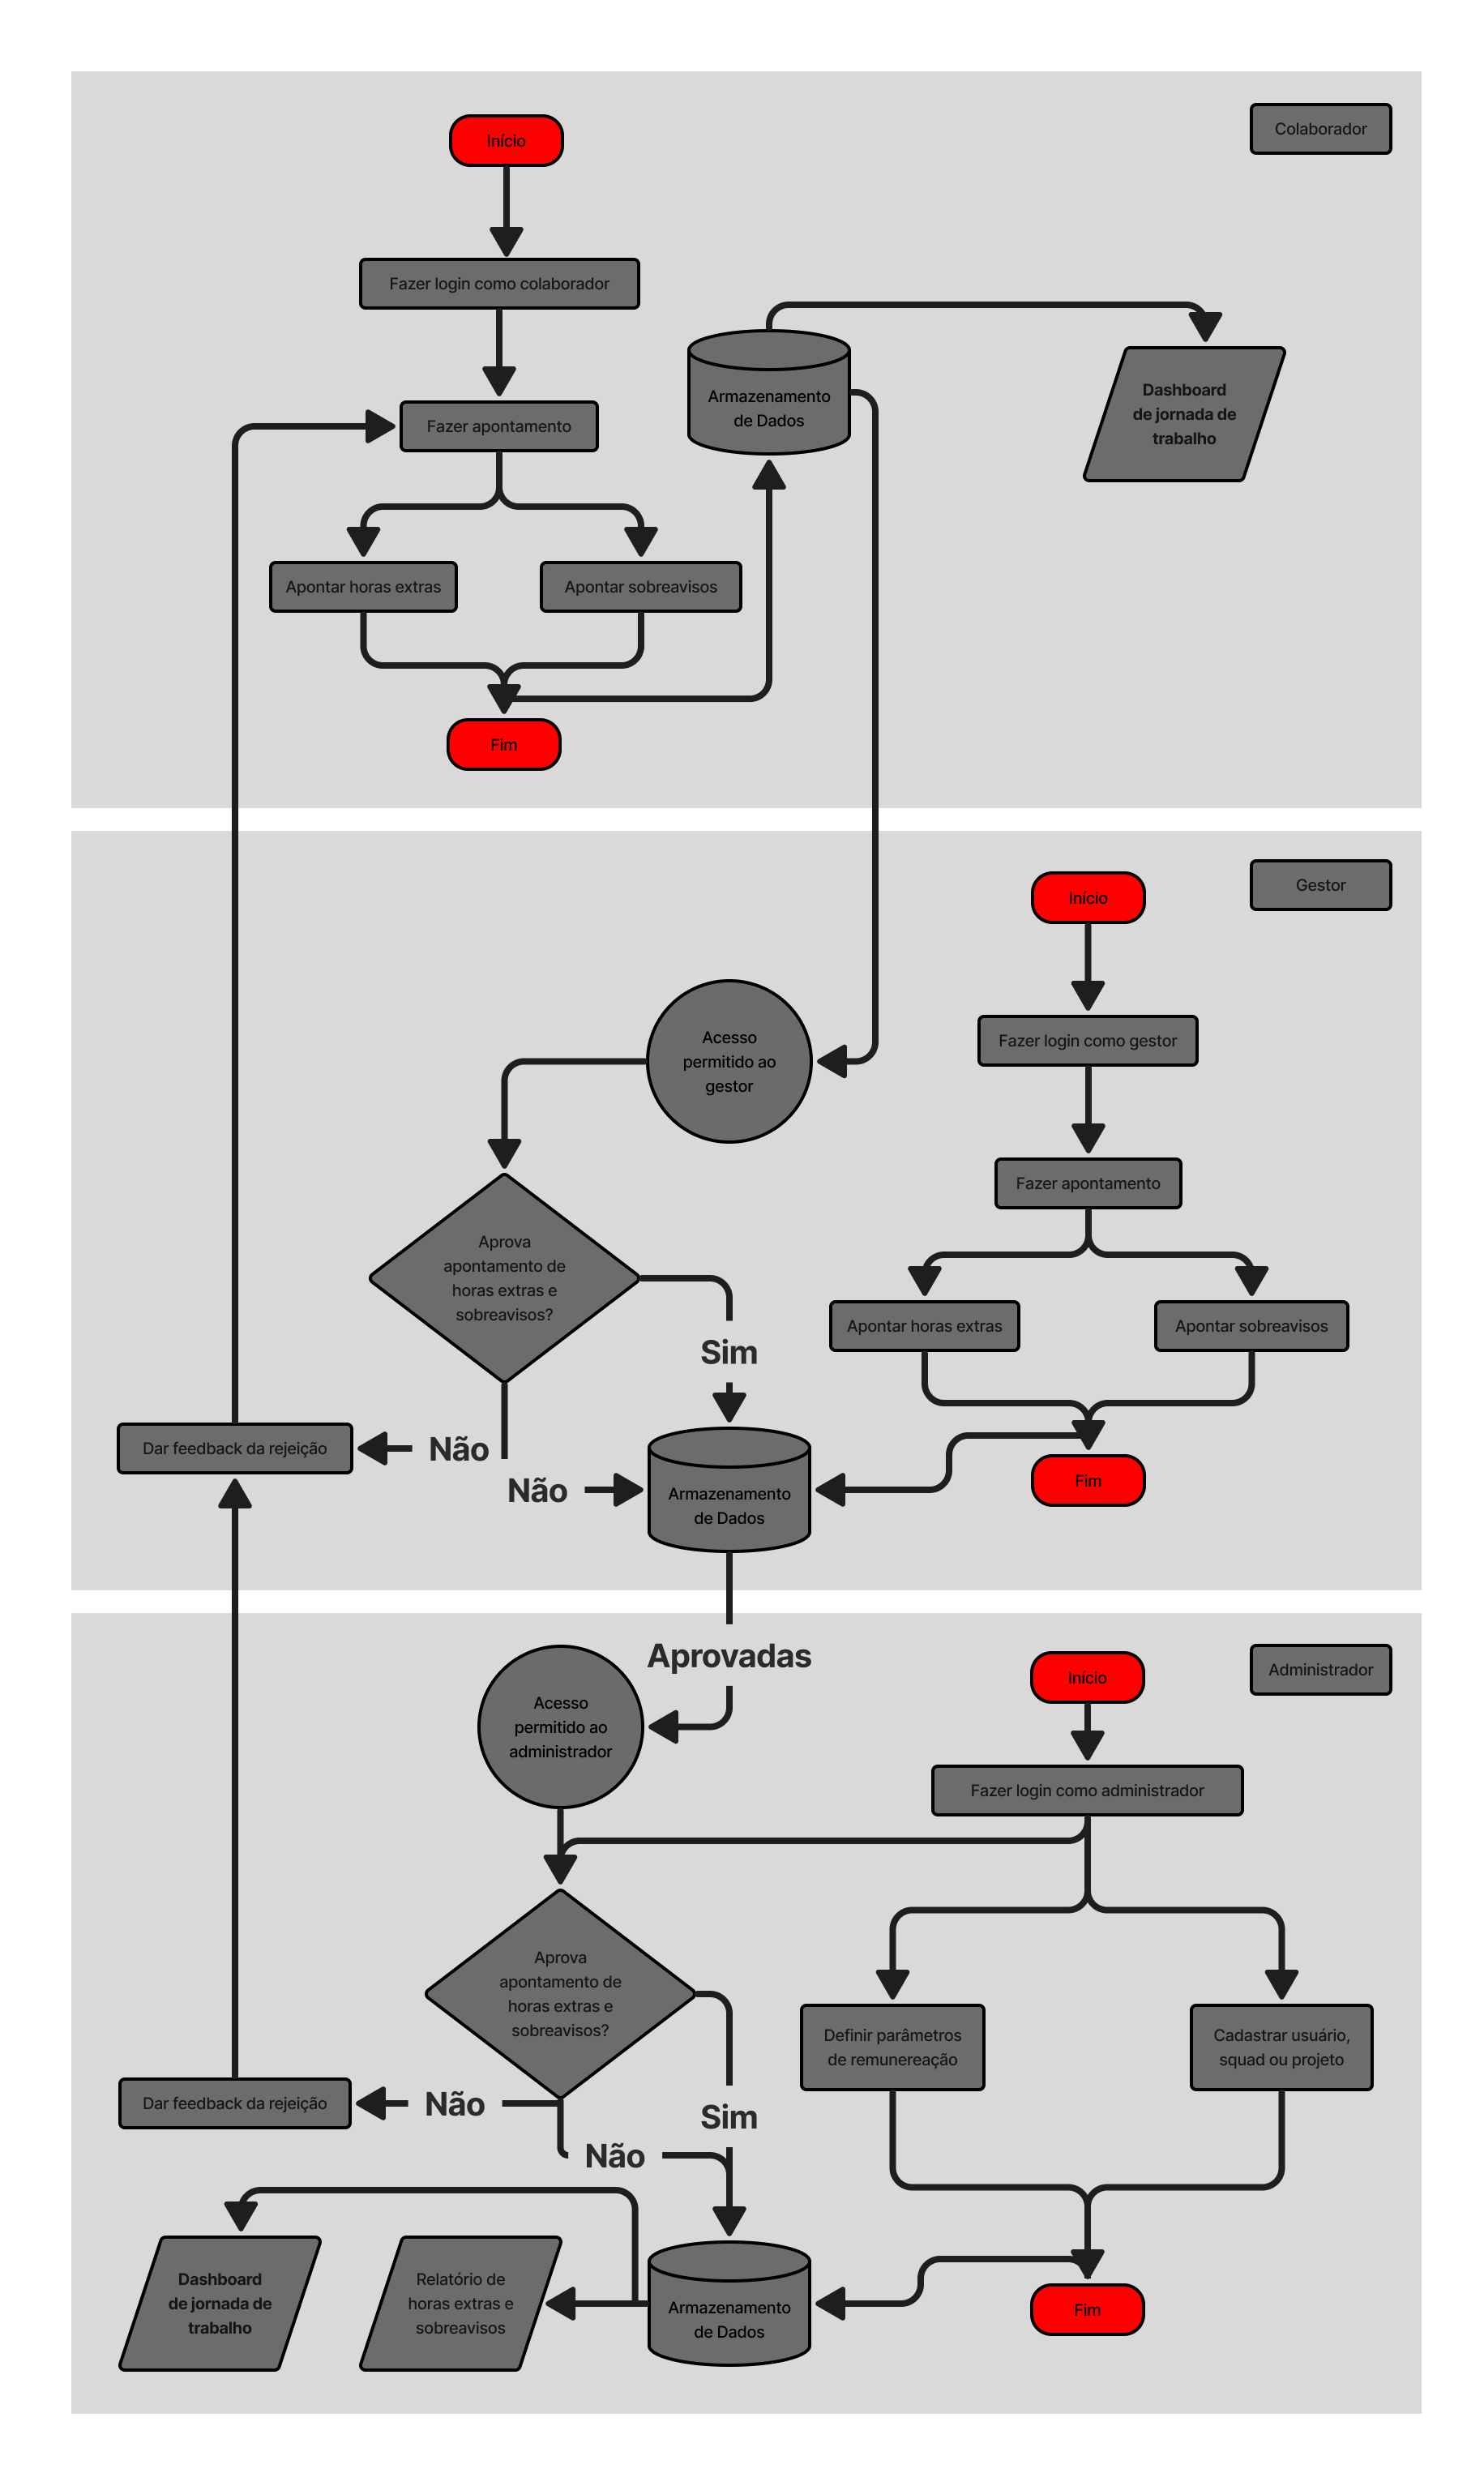 Início
Colaborador
Fazer login como colaborador
Armazenamento
de Dados
Dashboard
de jornada de
trabalho
Fazer apontamento
Apontar horas extras
Apontar sobreavisos
Fim
Gestor
Início
Acesso
permitido ao
gestor
Fazer login como gestor
Fazer apontamento
Aprova
apontamento de
horas extras e
sobreavisos?
Apontar horas extras
Apontar sobreavisos
Sim
Dar feedback da rejeição
Não
Não
Armazenamento
de Dados
Fim
Aprovadas
Administrador
Início
Acesso
permitido ao
administrador
Fazer login como administrador
Aprova
apontamento de
horas extras e
sobreavisos?
Definir parâmetros
de remunereação
Cadastrar usuário,
squad ou projeto
Dar feedback da rejeição
Não
Sim
Não
Dashboard
de jornada de
trabalho
Relatório de
horas extras e
sobreavisos
Armazenamento
de Dados
Fim